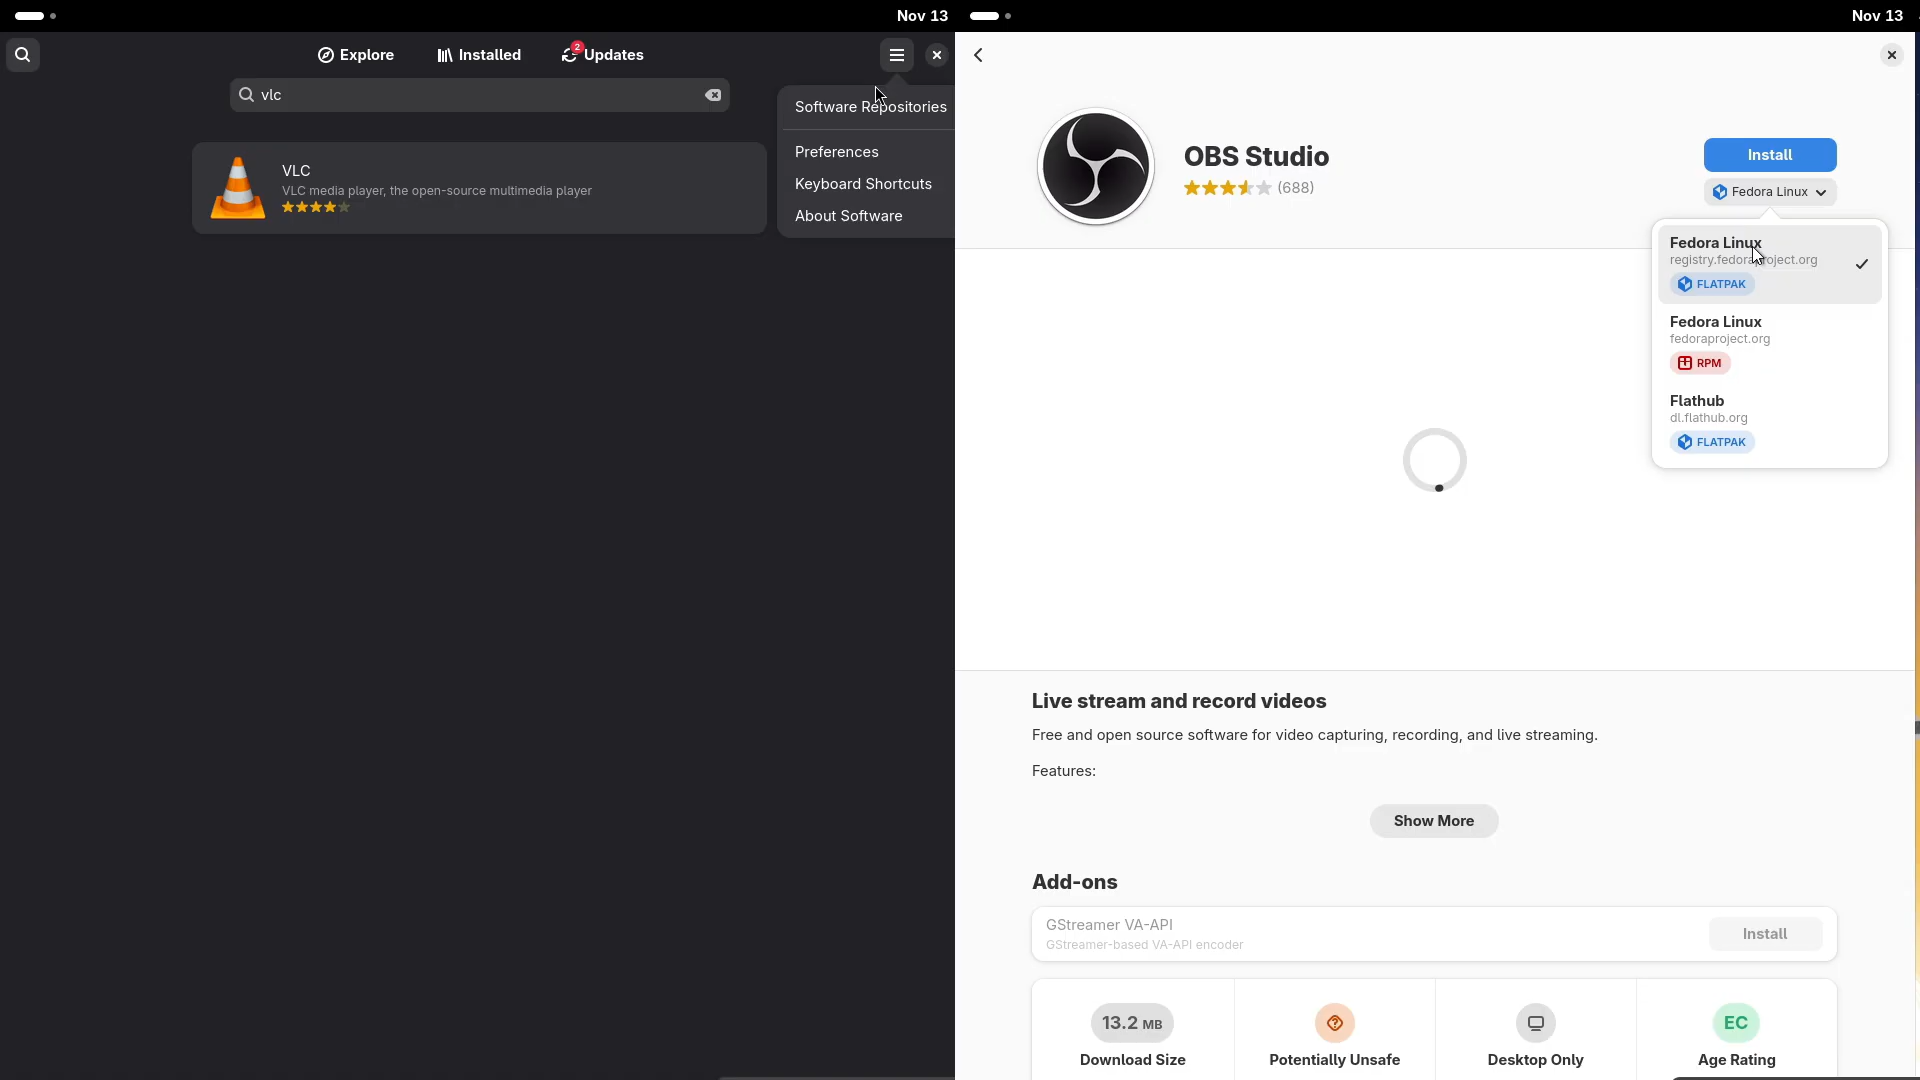 Nov 13
Explore
Installed
2
Updates
vlc
Software Repositories
Preferences
Keyboard Shortcuts
About Software
VLC
VLC media player, the open-source multimedia player
Nov 13
OBS Studio
(688)
Install
Fedora Linux
Fedora Linux
registry.fedoraproject.org
FLATPAK
Fedora Linux
fedoraproject.org
RPM
Flathub
dl.flathub.org
FLATPAK
Live stream and record videos
Free and open source software for video capturing, recording, and live streaming.
Features:
Show More
Add-ons
GStreamer VA-API
GStreamer-based VA-API encoder
Install
13.2 MB
Download Size
Potentially Unsafe
Desktop Only
EC
Age Rating